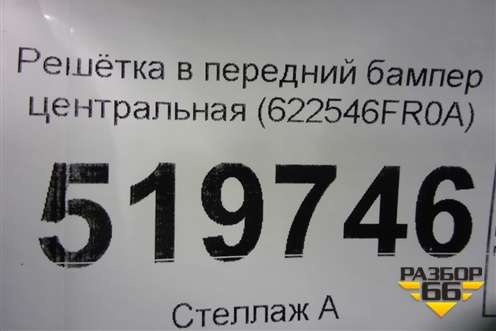 Решётка в передний бампер
центральная (622546FR0A)
519746
Стеллаж А
РАЗБОР
66